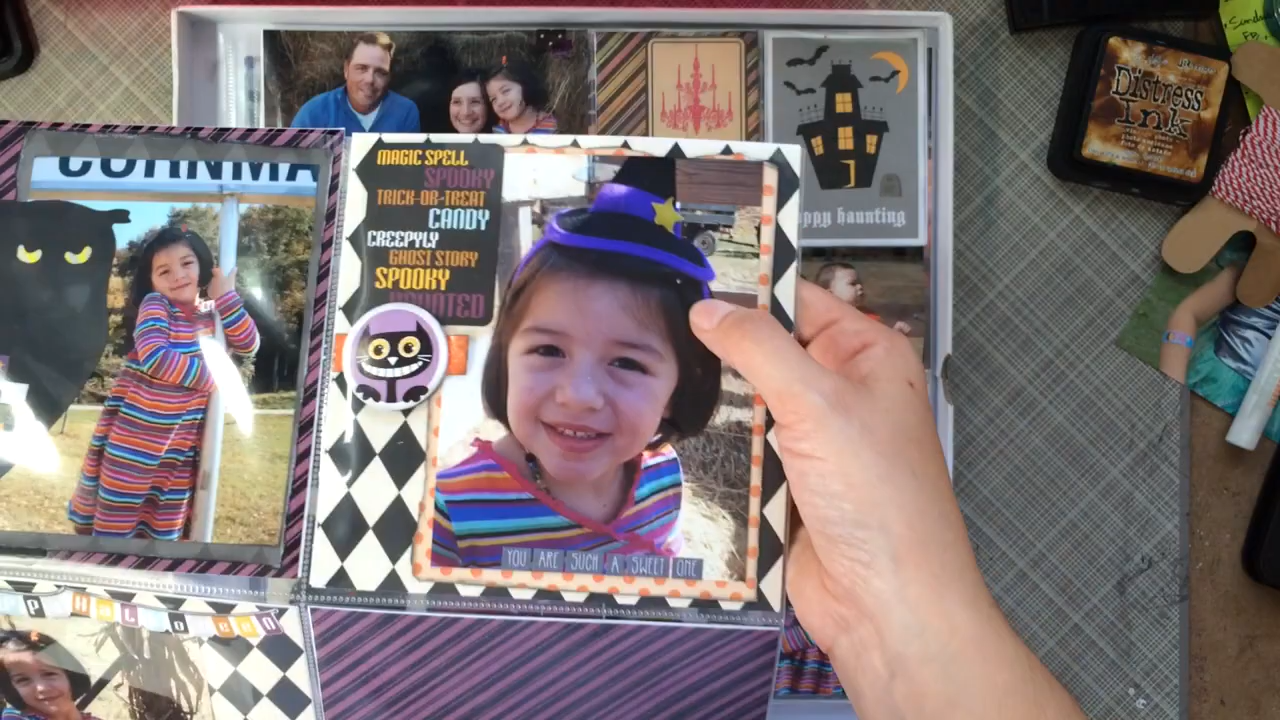 CORNMA
MAGIC SPELL
SPOOKY
TRICK-OR-TREAT
CANDY
CREEPYLY
GHOST STORY
SPOOKY
HAUNTED
YOU ARE SUCH A SWEET ONE
ppy haunting
Distress
Ink
P HALLOWEEN